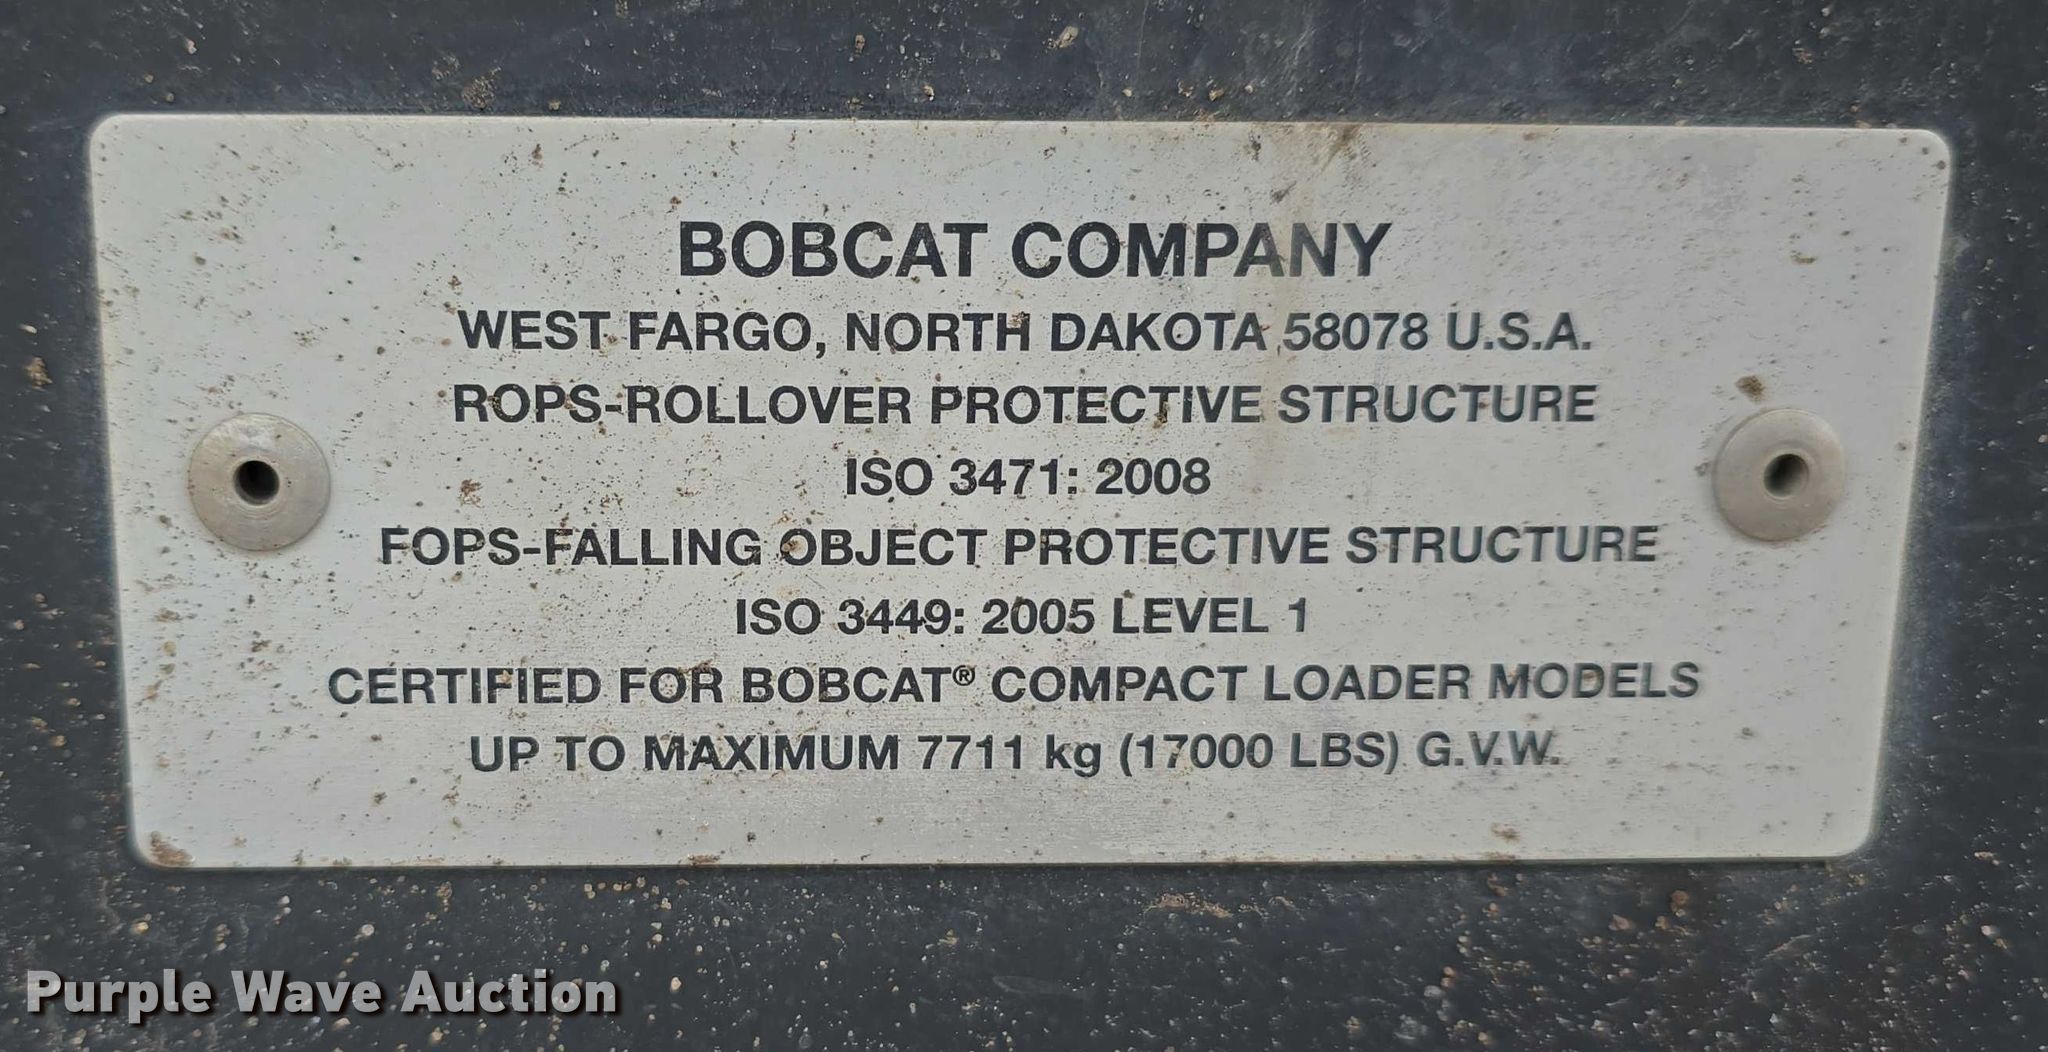 BOBCAT COMPANY
WEST FARGO, NORTH DAKOTA 58078 U.S.A.
ROPS-ROLLOVER PROTECTIVE STRUCTURE
ISO 3471: 2008
FOPS-FALLING OBJECT PROTECTIVE STRUCTURE
ISO 3449: 2005 LEVEL 1
CERTIFIED FOR BOBCAT® COMPACT LOADER MODELS
UP TO MAXIMUM 7711 kg (17000 LBS) G.V.W.
Purple Wave Auction